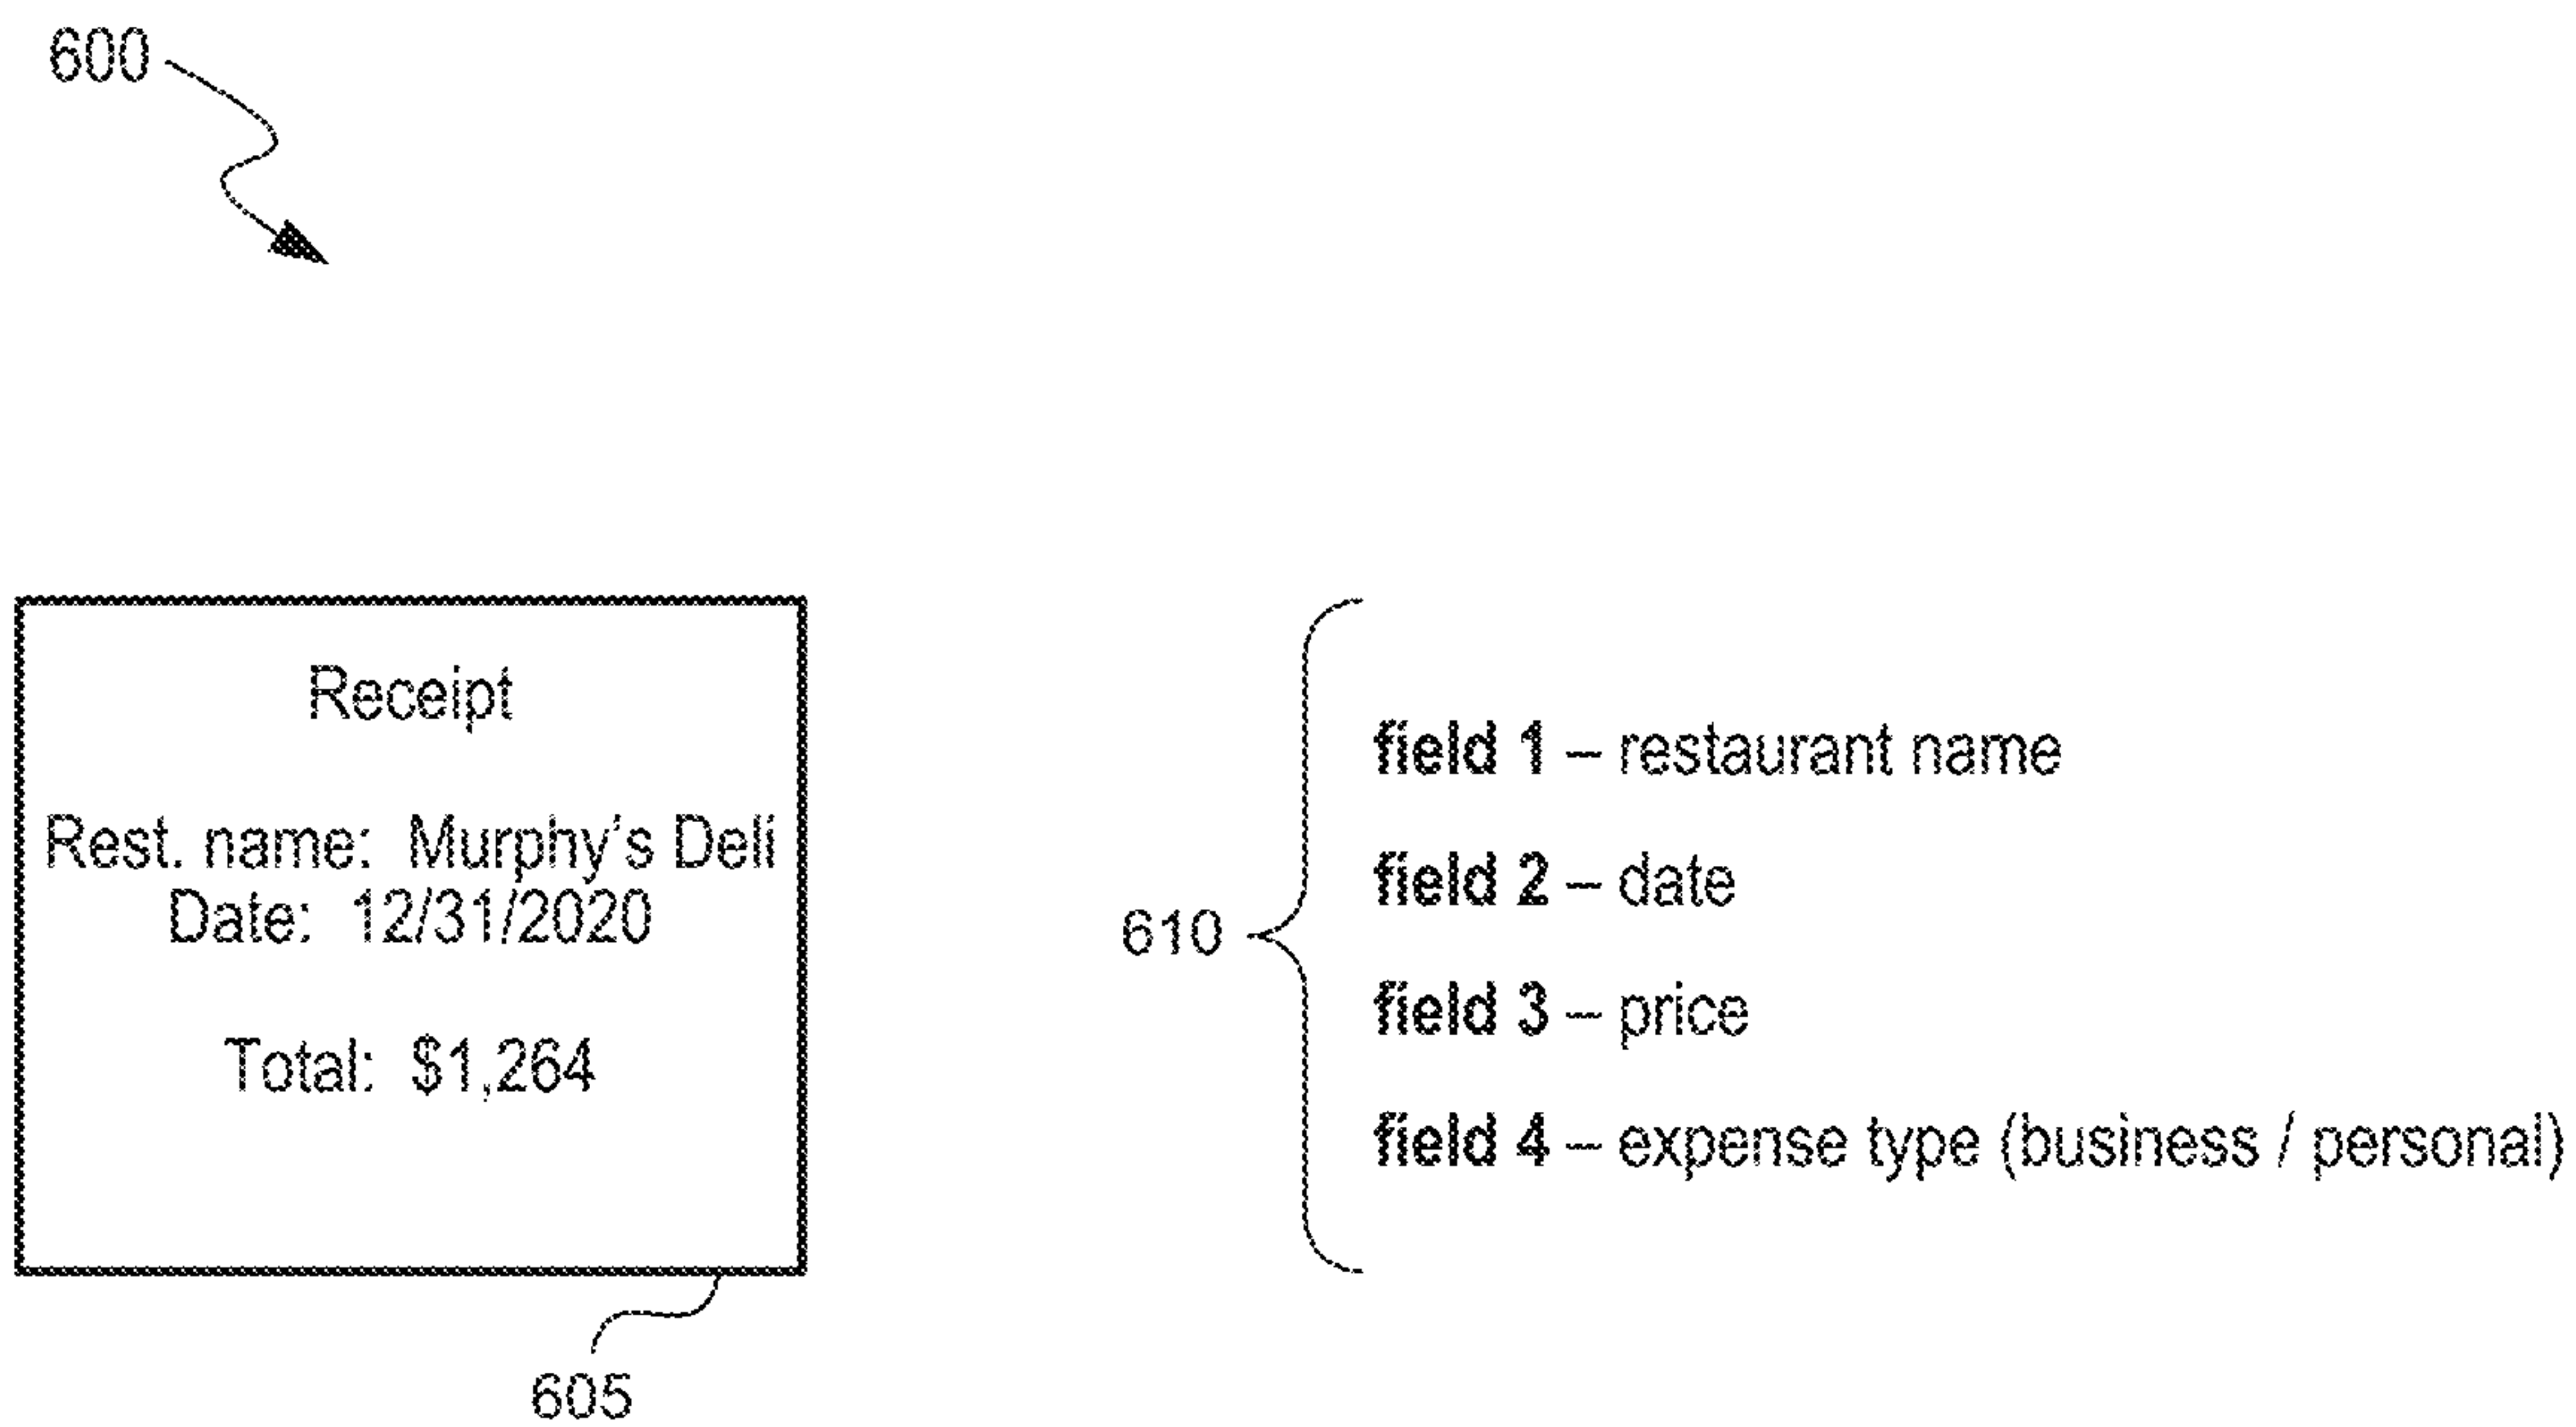 600
Receipt
Rest. name: Murphy's Deli
Date: 12/31/2020
Total: $1,264
605
610
field 1 – restaurant name
field 2 – date
field 3 – price
field 4 – expense type (business / personal)